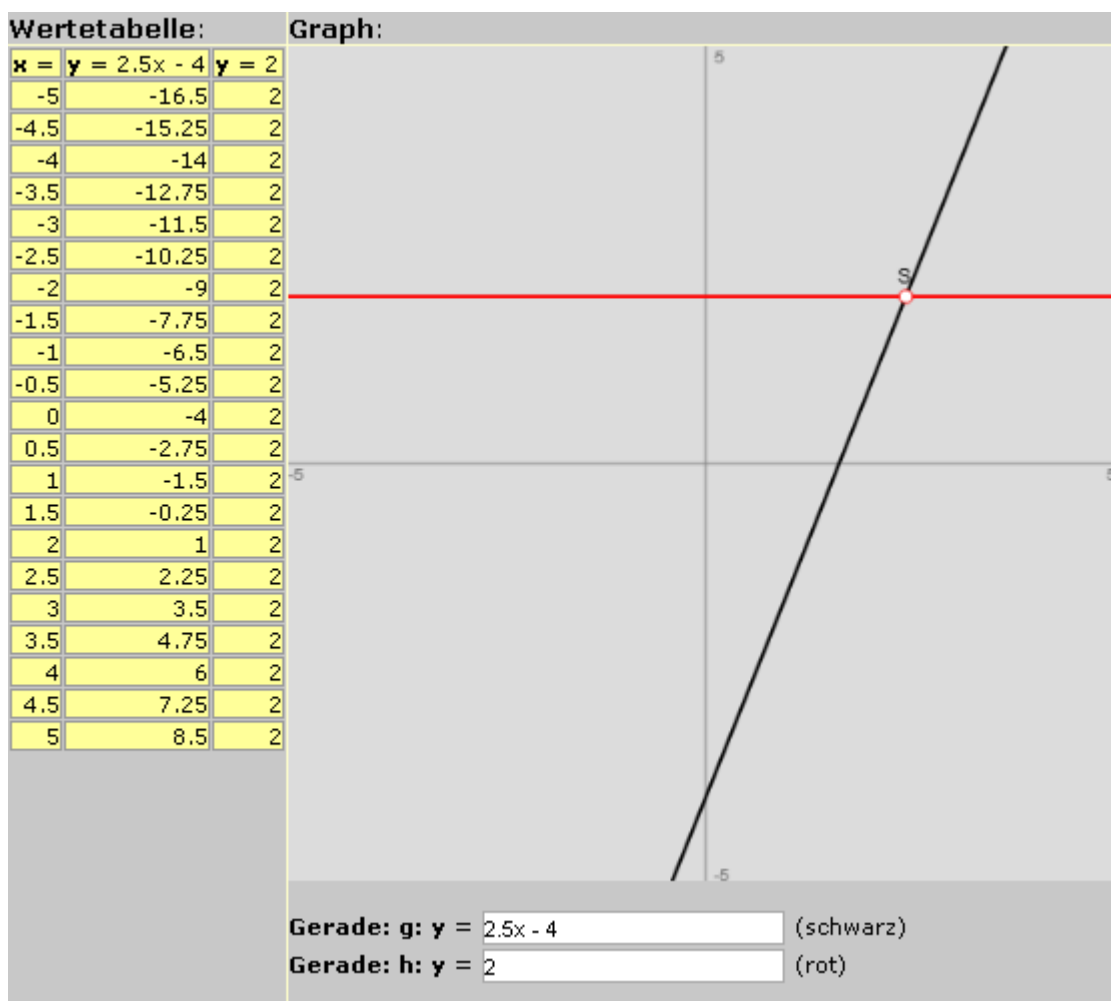 Wertetabelle: Graph:
x = y = 2.5x - 4 y = 2
-5 -16.5 2
-4.5 -15.25 2
-4 -14 2
-3.5 -12.75 2
-3 -11.5 2
-2.5 -10.25 2
-2 -9 2
-1.5 -7.75 2
-1 -6.5 2
-0.5 -5.25 2
0 -4 2
0.5 -2.75 2
1 -1.5 2
1.5 -0.25 2
2 1 2
2.5 2.25 2
3 3.5 2
3.5 4.75 2
4 6 2
4.5 7.25 2
5 8.5 2
5
S
-5 5
-5
Gerade: g: y = 2.5x - 4 (schwarz)
Gerade: h: y = 2 (rot)